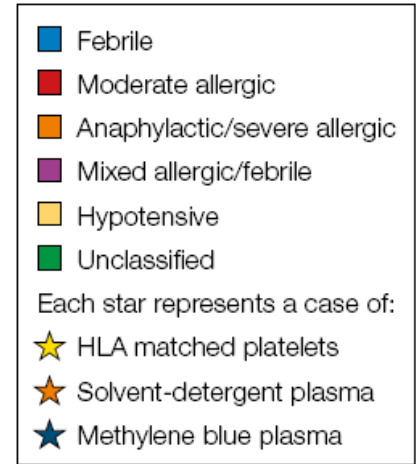 Febrile
Moderate allergic
Anaphylactic/severe allergic
Mixed allergic/febrile
Hypotensive
Unclassified
Each star represents a case of:
HLA matched platelets
Solvent-detergent plasma
Methylene blue plasma